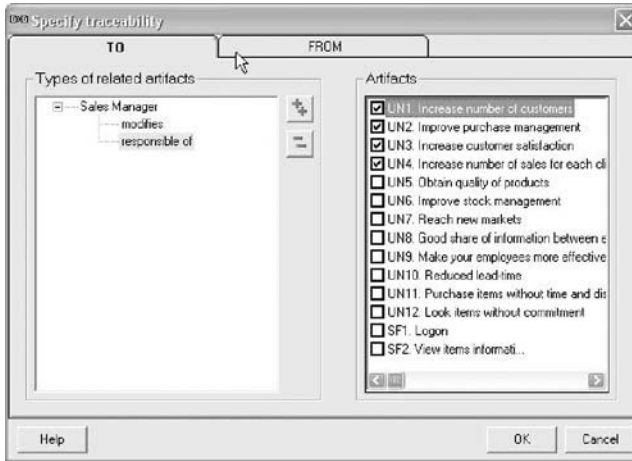 Specify traceability
TO
FROM
Types of related artifacts
Sales Manager
modifies
responsible of
Artifacts
UN1. Increase number of customers
UN2. Improve purchase management
UN3. Increase customer satisfaction
UN4. Increase number of sales for each cli
UN5. Obtain quality of products
UN6. Improve stock management
UN7. Reach new markets
UN8. Good share of information between e
UN9. Make your employees more effective
UN10. Reduced lead-time
UN11. Purchase items without time and dis
UN12. Look items without commitment
SF1. Logon
SF2. View items informati...
Help
OK
Cancel